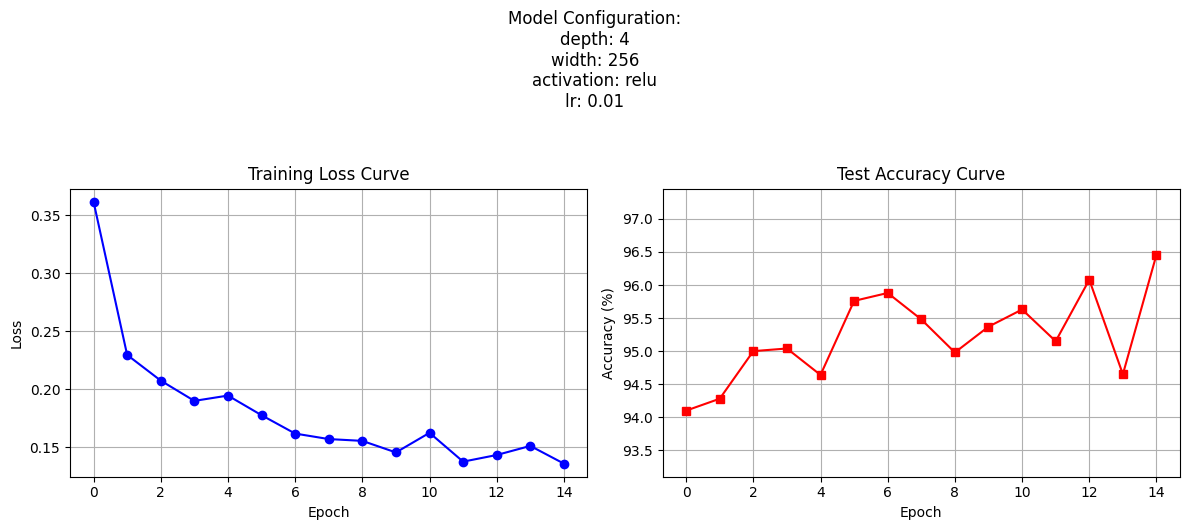 Model Configuration:
depth: 4
width: 256
activation: relu
lr: 0.01
Training Loss Curve
0.35
0.30
0.25
0.20
0.15
Loss
0 2 4 6 8 10 12 14
Epoch
Test Accuracy Curve
97.0
96.5
96.0
95.5
95.0
94.5
94.0
93.5
Accuracy (%)
0 2 4 6 8 10 12 14
Epoch